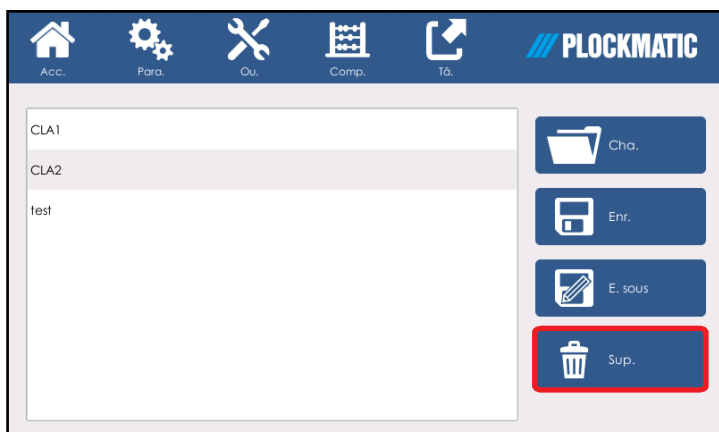 Acc.
Para.
Ou.
Comp.
Tâ.
PLOCKMATIC
CLA1
CLA2
test
Cha.
Enr.
E. sous
Sup.